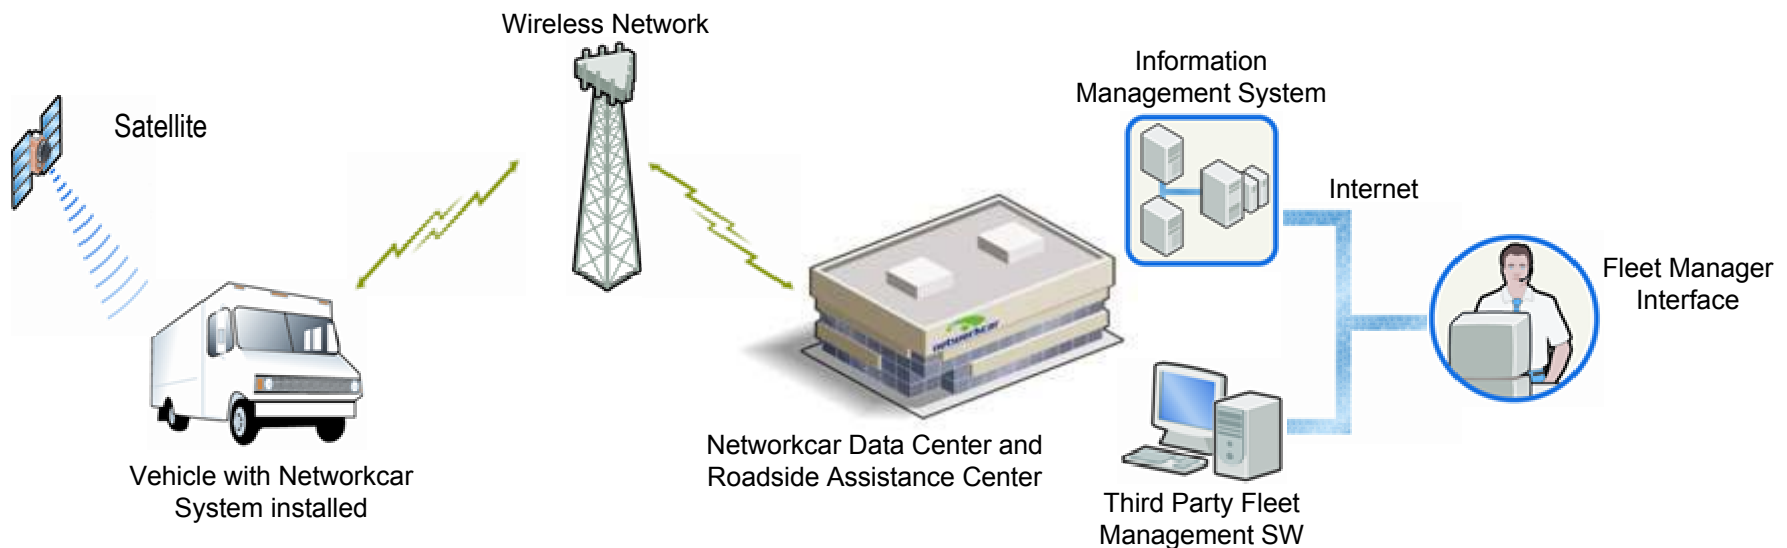 Wireless Network
Satellite
Information
Management System
Internet
Fleet Manager
Interface
networkcar
Networkcar Data Center and
Roadside Assistance Center
Vehicle with Networkcar
System installed
Third Party Fleet
Management SW